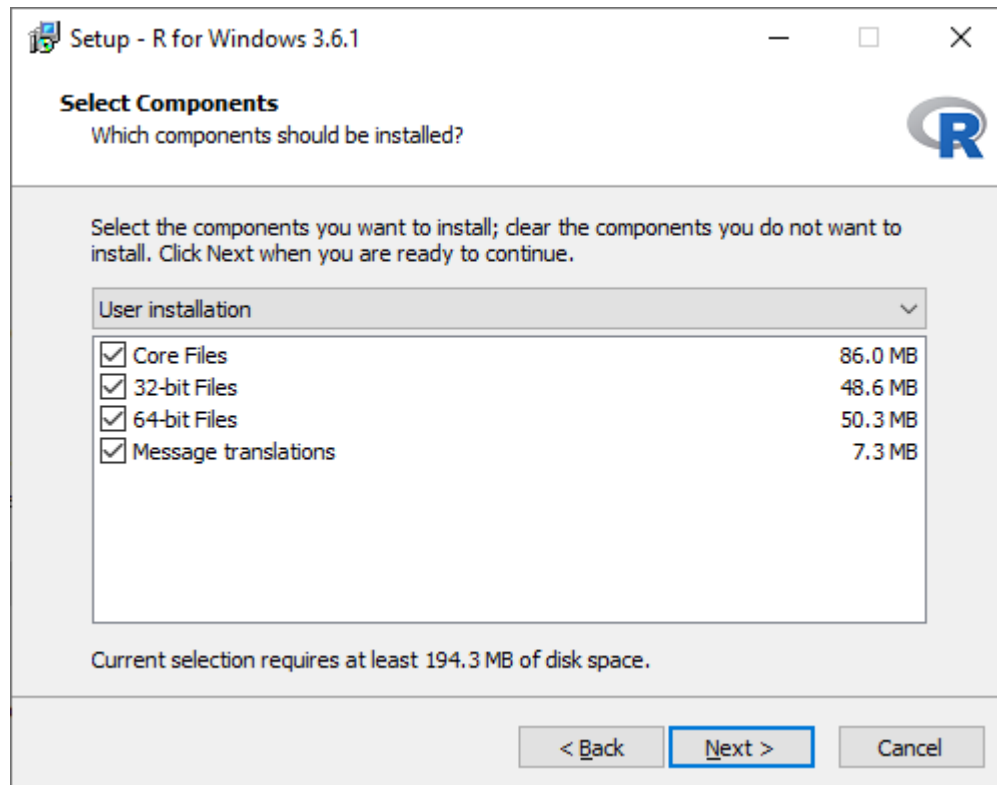 Setup - R for Windows 3.6.1
Select Components
Which components should be installed?
R
Select the components you want to install; clear the components you do not want to
install. Click Next when you are ready to continue.
User installation
Core Files 86.0 MB
32-bit Files 48.6 MB
64-bit Files 50.3 MB
Message translations 7.3 MB
Current selection requires at least 194.3 MB of disk space.
< Back Next > Cancel